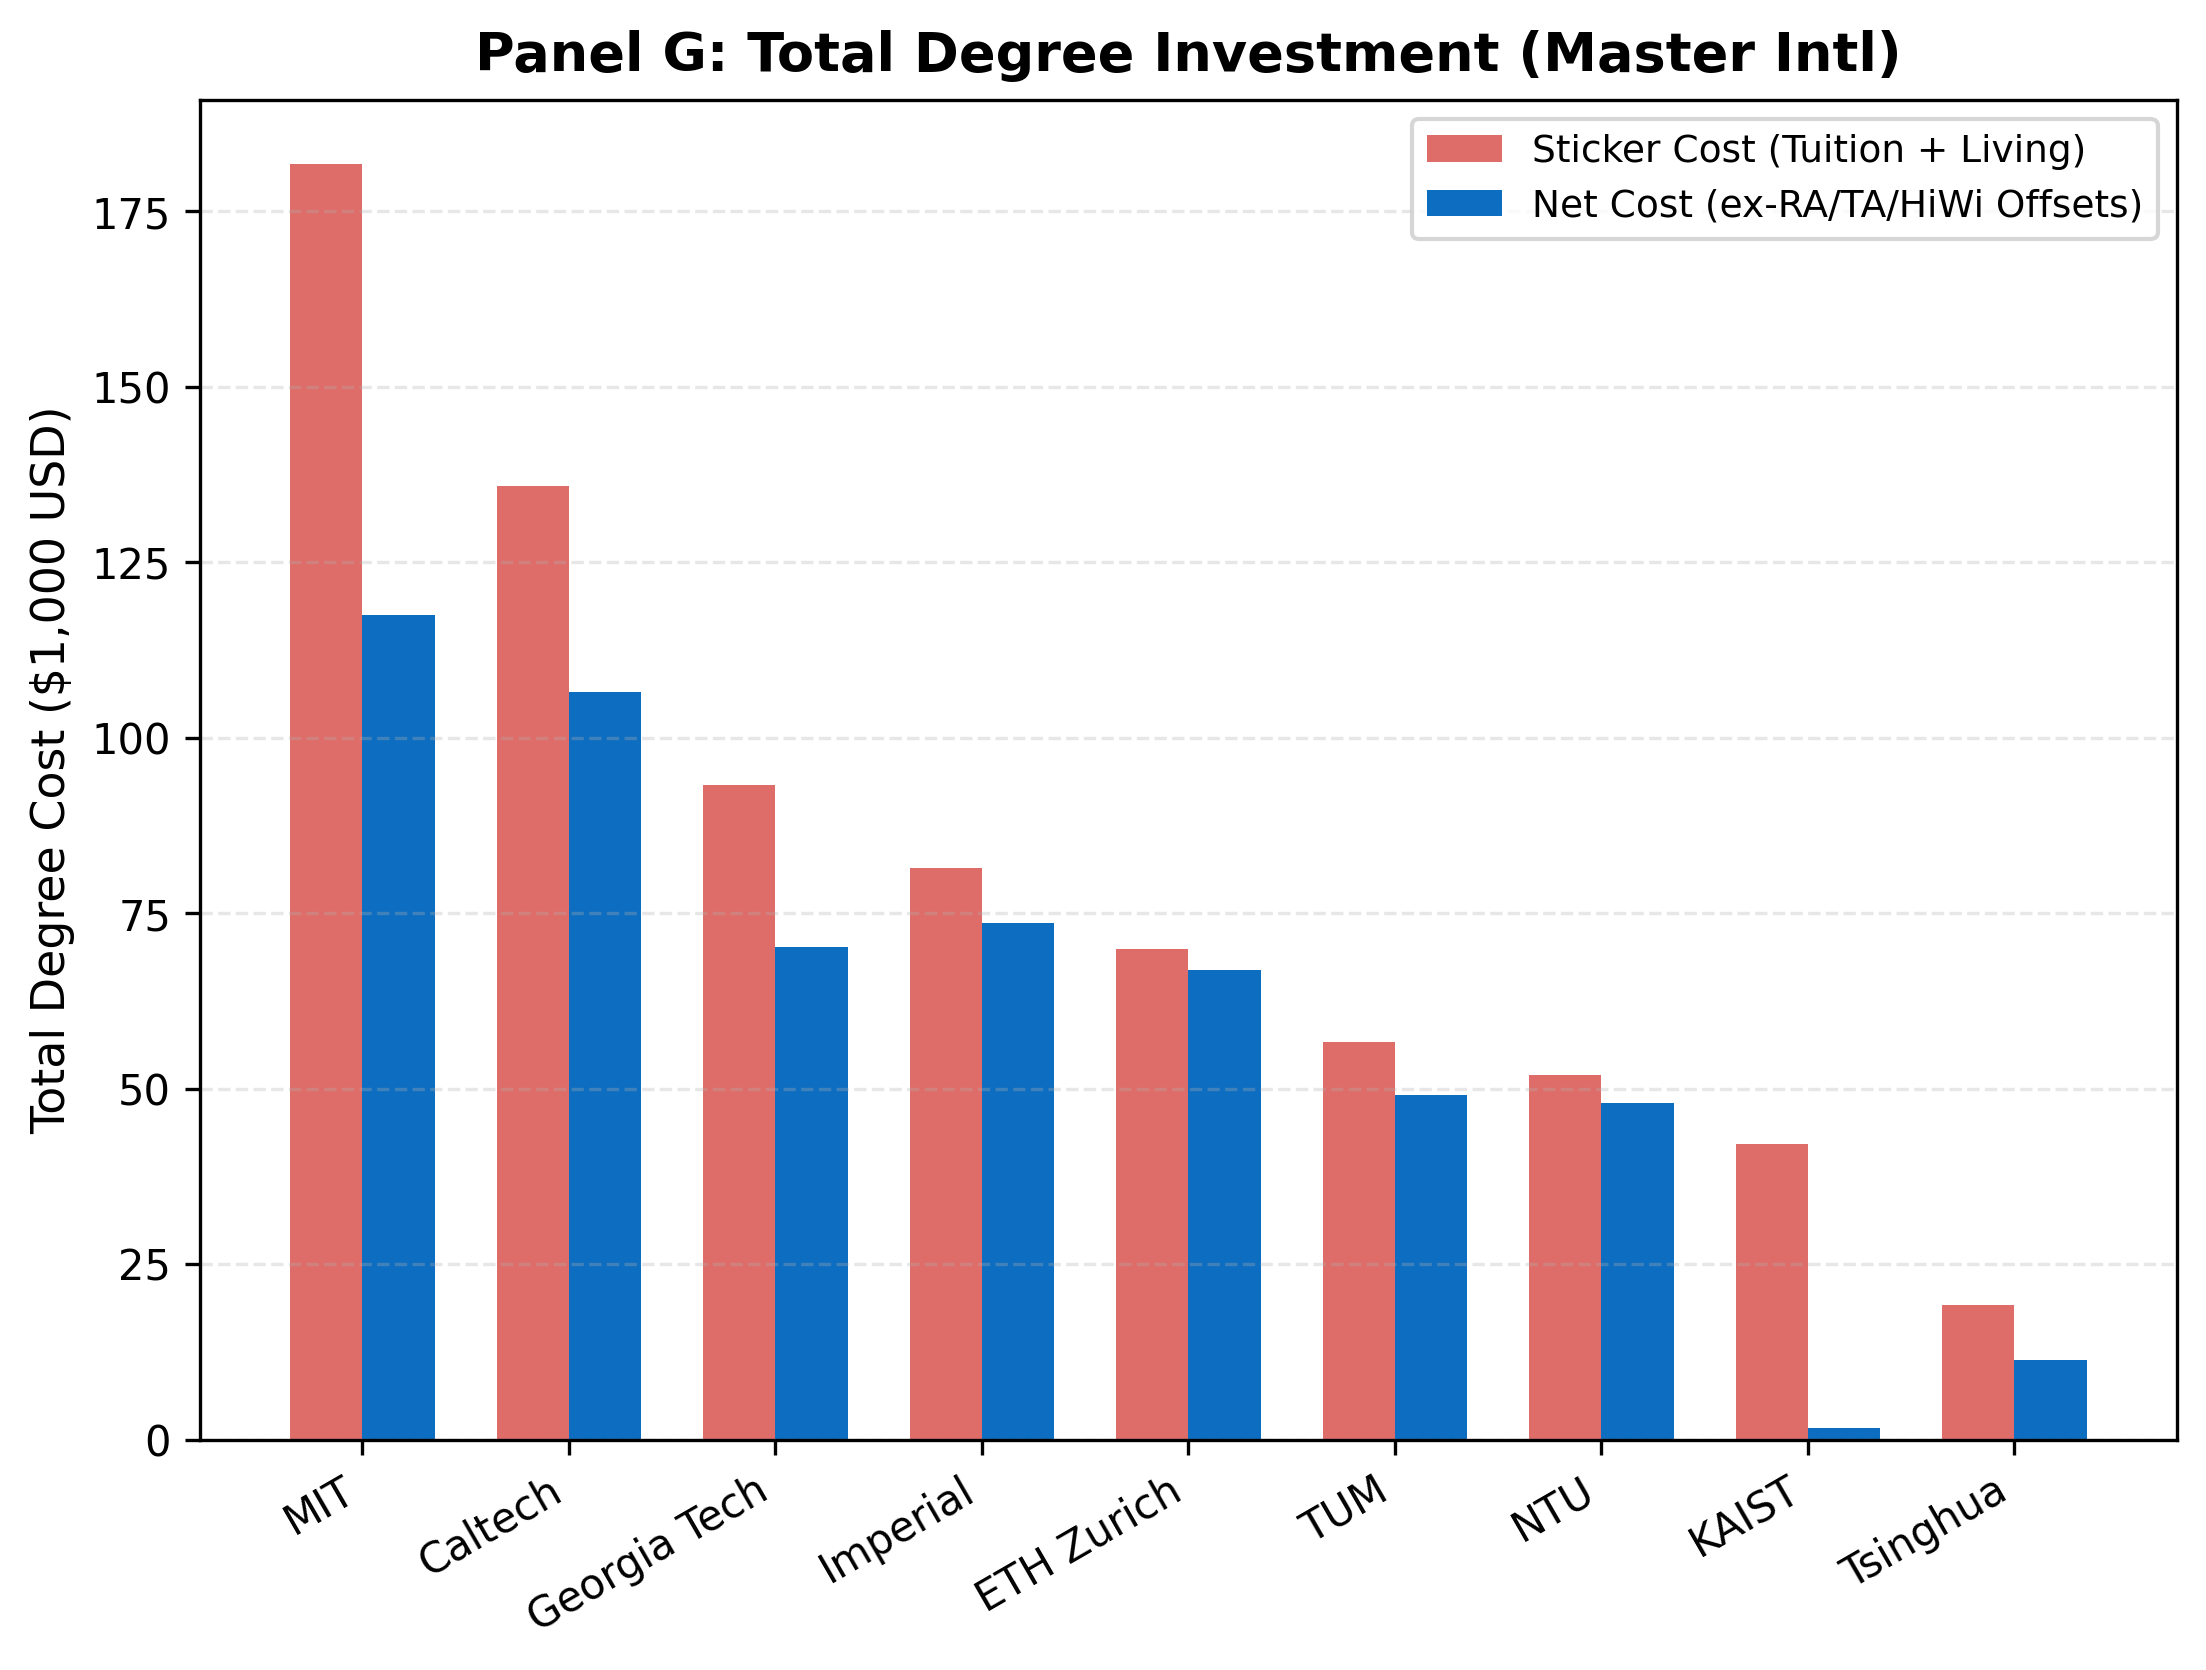 Panel G: Total Degree Investment (Master Intl)
Sticker Cost (Tuition + Living)
Net Cost (ex-RA/TA/HiWi Offsets)
Total Degree Cost ($1,000 USD)
175
150
125
100
75
50
25
0
MIT
Caltech
Georgia Tech
Imperial
ETH Zurich
TUM
NTU
KAIST
Tsinghua